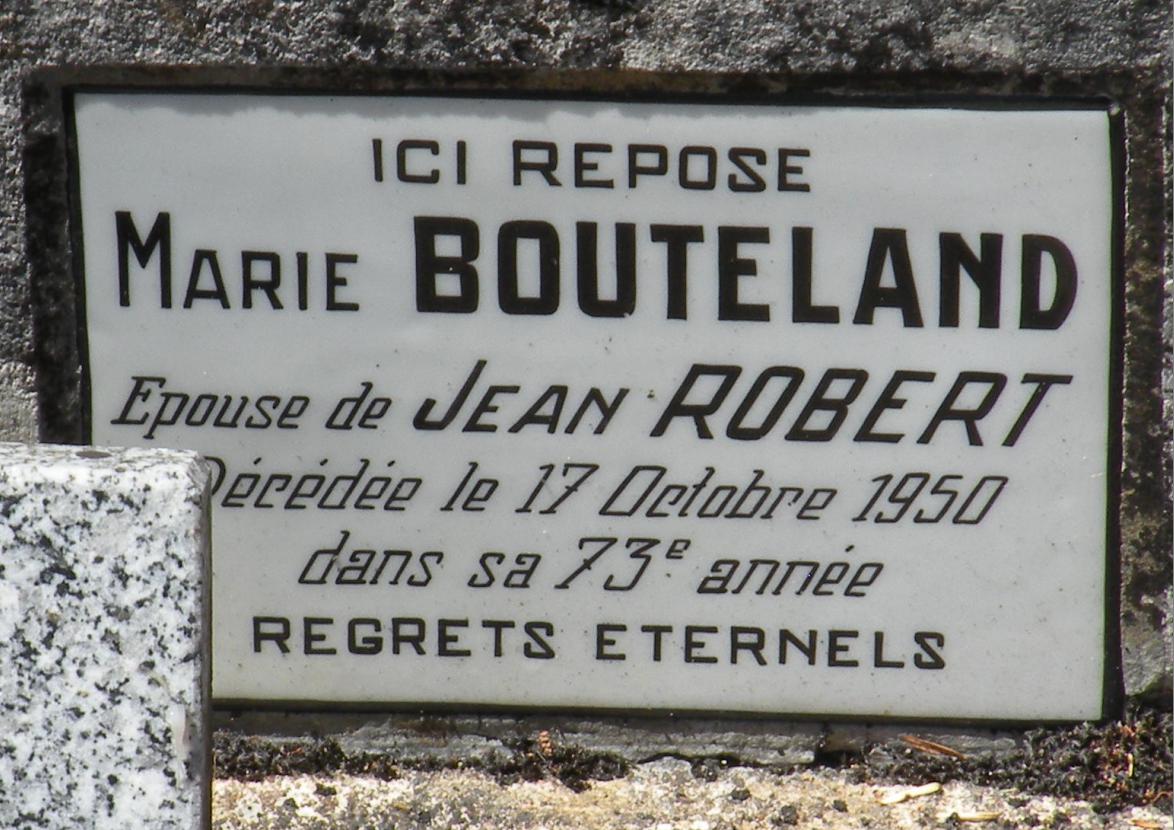 ICI REPOSE
MARIE BOUTELAND
Epouse de JEAN ROBERT
Décédée le 17 Octobre 1950
dans sa 73e année
REGRETS ETERNELS